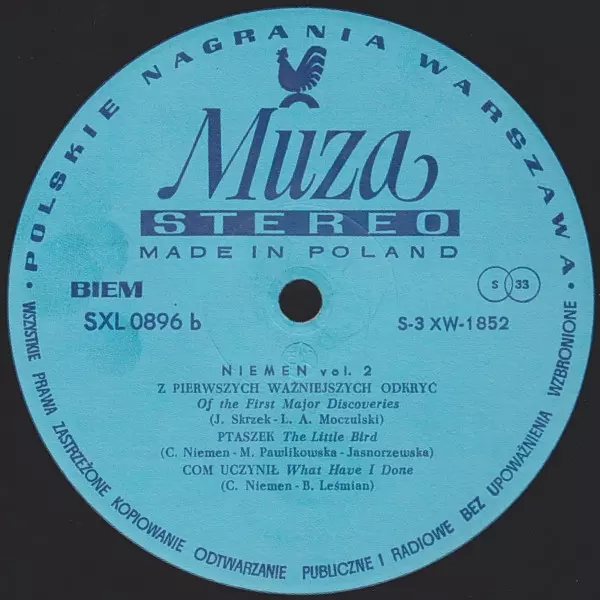 · POLSKIE NAGRANIA WARSZAWA ·
Muza
STEREO
MADE IN POLAND
BIEM
S 33
SXL 0896 b
S-3 XW-1852
NIEMEN vol. 2
Z PIERWSZYCH WAŻNIEJSZYCH ODKRYĆ
Of the First Major Discoveries
(J. Skrzek-L. A. Moczulski)
PTASZEK The Little Bird
(C. Niemen-M. Pawlikowska-Jasnorzewska)
COM UCZYNIŁ What Have I Done
(C. Niemen-B. Leśmian)
WSZYSTKIE PRAWA ZASTRZEŻONE KOPIOWANIE ODTWARZANIE PUBLICZNE I RADIOWE BEZ UPOWAŻNIENIA WZBRONIONE